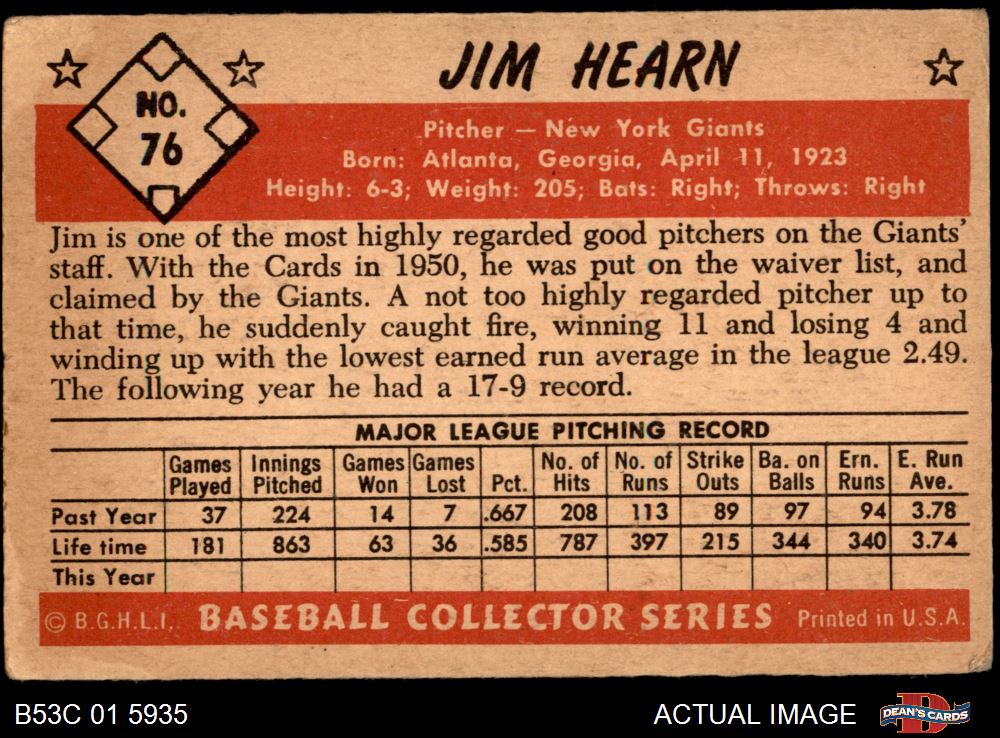 JIM HEARN
NO.
76
Pitcher — New York Giants
Born: Atlanta, Georgia, April 11, 1923
Height: 6-3; Weight: 205; Bats: Right; Throws: Right
Jim is one of the most highly regarded good pitchers on the Giants'
staff. With the Cards in 1950, he was put on the waiver list, and
claimed by the Giants. A not too highly regarded pitcher up to
that time, he suddenly caught fire, winning 11 and losing 4 and
winding up with the lowest earned run average in the league 2.49.
The following year he had a 17-9 record.
MAJOR LEAGUE PITCHING RECORD
Games Innings Games Games No. of No. of Strike Ba. on Ern. E. Run
Played Pitched Won Lost Pct. Hits Runs Outs Balls Runs Ave.
Past Year 37 224 14 7 .667 208 113 89 97 94 3.78
Life time 181 863 63 36 .585 787 397 215 344 340 3.74
This Year
© B.G.H.L.I. BASEBALL COLLECTOR SERIES Printed in U.S.A.
B53C 01 5935 ACTUAL IMAGE DEAN'S CARDS